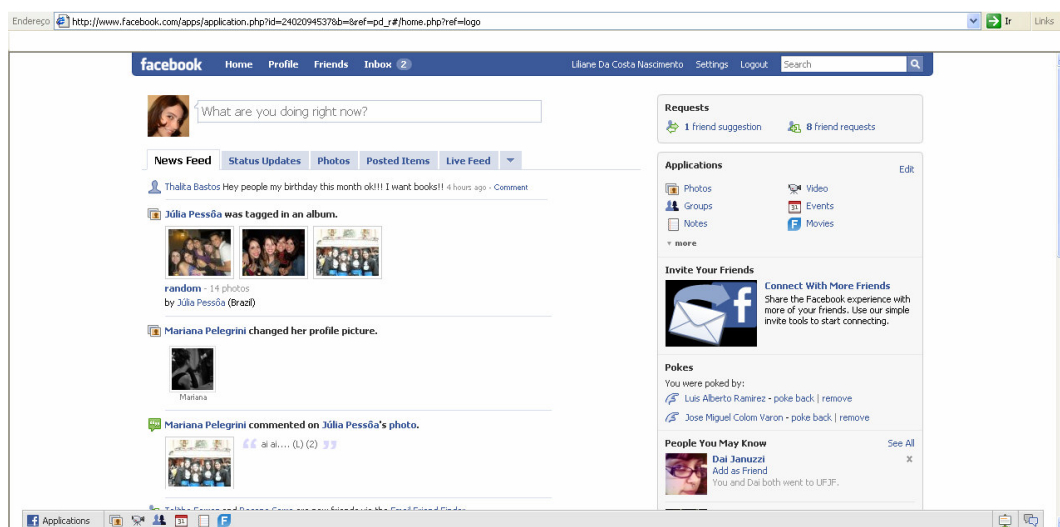 Endereço http://www.facebook.com/apps/application.php?id=2402094537&b=&ref=pd_r#/home.php?ref=logo Ir Links
facebook Home Profile Friends Inbox 2 Liliane Da Costa Nascimento Settings Logout Search
What are you doing right now?
News Feed Status Updates Photos Posted Items Live Feed
Thalita Bastos Hey people my birthday this month ok!!! I want books!! 4 hours ago - Comment
Júlia Pessôa was tagged in an album.
random - 14 photos
by Júlia Pessôa (Brazil)
Mariana Pelegrini changed her profile picture.
Mariana
Mariana Pelegrini commented on Júlia Pessôa's photo.
ai ai.... (L) (2)
Requests
1 friend suggestion 8 friend requests
Applications Edit
Photos Video
Groups 31 Events
Notes Movies
more
Invite Your Friends
Connect With More Friends
Share the Facebook experience with
more of your friends. Use our simple
invite tools to start connecting.
Pokes
You were poked by:
Luis Alberto Ramirez - poke back | remove
Jose Miguel Colom Varon - poke back | remove
People You May Know See All
Dai Januzzi x
Add as Friend
You and Dai both went to UFJF.
Applications 31